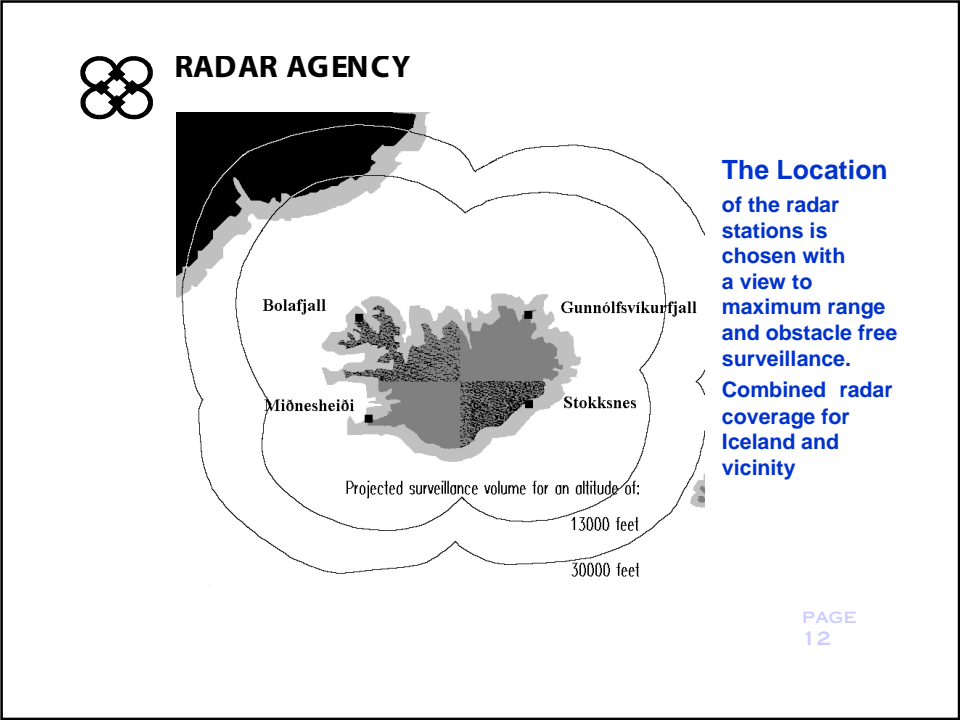 RADAR AGENCY
The Location
of the radar
stations is
chosen with
a view to
maximum range
and obstacle free
surveillance.
Combined radar
coverage for
Iceland and
vicinity
Bolafjall
Gunnólfsvíkurfjall
Miðnesheiði
Stokksnes
Projected surveillance volume for an altitude of:
13000 feet
30000 feet
PAGE
12